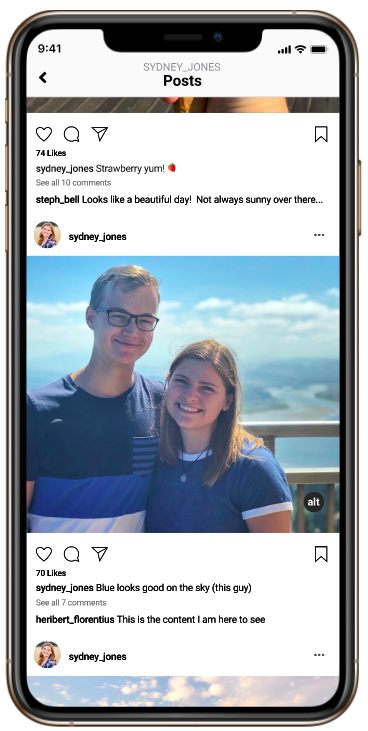 9:41
SYDNEY_JONES
Posts
74 Likes
sydney_jones Strawberry yum! 🍓
See all 10 comments
steph_bell Looks like a beautiful day!  Not always sunny over there...
sydney_jones
alt
70 Likes
sydney_jones Blue looks good on the sky (this guy)
See all 7 comments
heribert_florentius This is the content I am here to see
sydney_jones